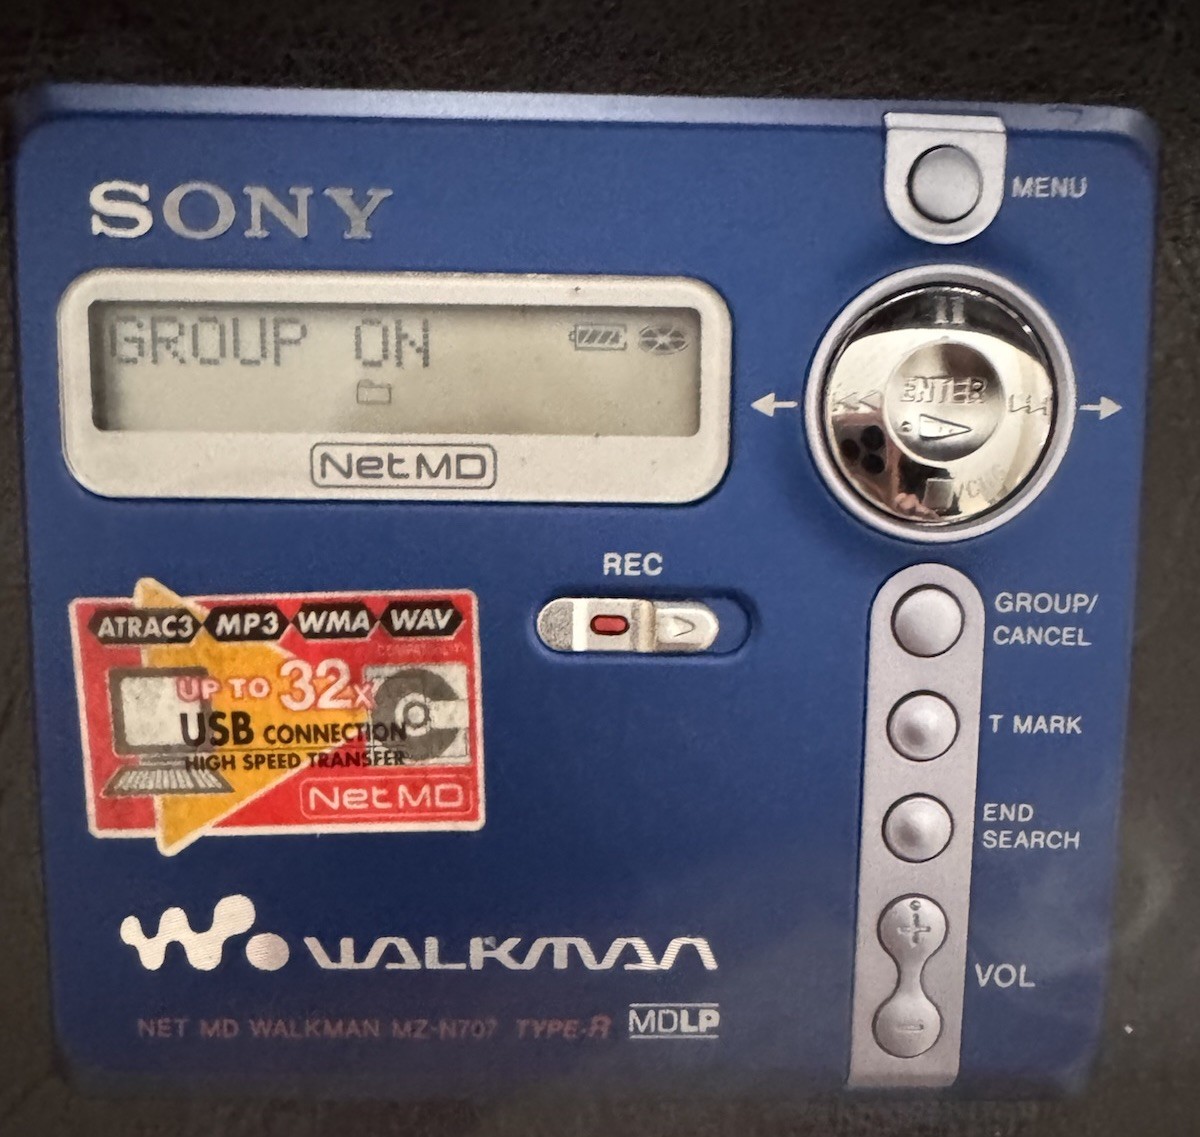 SONY
MENU
GROUP ON
ENTER
NetMD
REC
GROUP/
CANCEL
ATRAC3 MP3 WMA WAV
COMPATIBILITY
UP TO 32x
USB CONNECTION
HIGH SPEED TRANSFER
NetMD
T MARK
END
SEARCH
VOL
WALKMAN
NET MD WALKMAN MZ-N707 TYPE-R MDLP